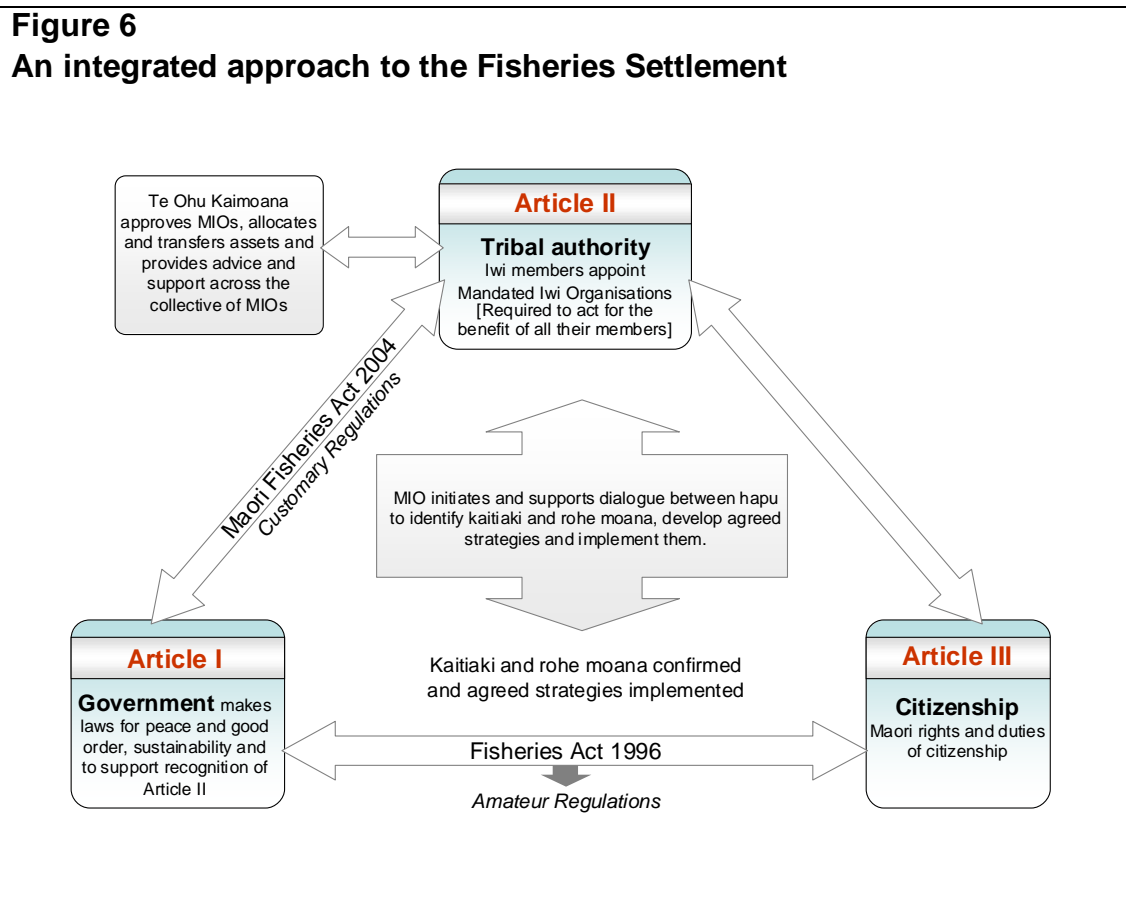 Figure 6
An integrated approach to the Fisheries Settlement
Te Ohu Kaimoana
approves MIOs, allocates
and transfers assets and
provides advice and
support across the
collective of MIOs
Article II
Tribal authority
Iwi members appoint
Mandated Iwi Organisations
[Required to act for the
benefit of all their members]
Maori Fisheries Act 2004
Customary Regulations
MIO initiates and supports dialogue between hapu
to identify kaitiaki and rohe moana, develop agreed
strategies and implement them.
Article I
Government makes
laws for peace and good
order, sustainability and
to support recognition of
Article II
Kaitiaki and rohe moana confirmed
and agreed strategies implemented
Article III
Citizenship
Maori rights and duties
of citizenship
Fisheries Act 1996
Amateur Regulations